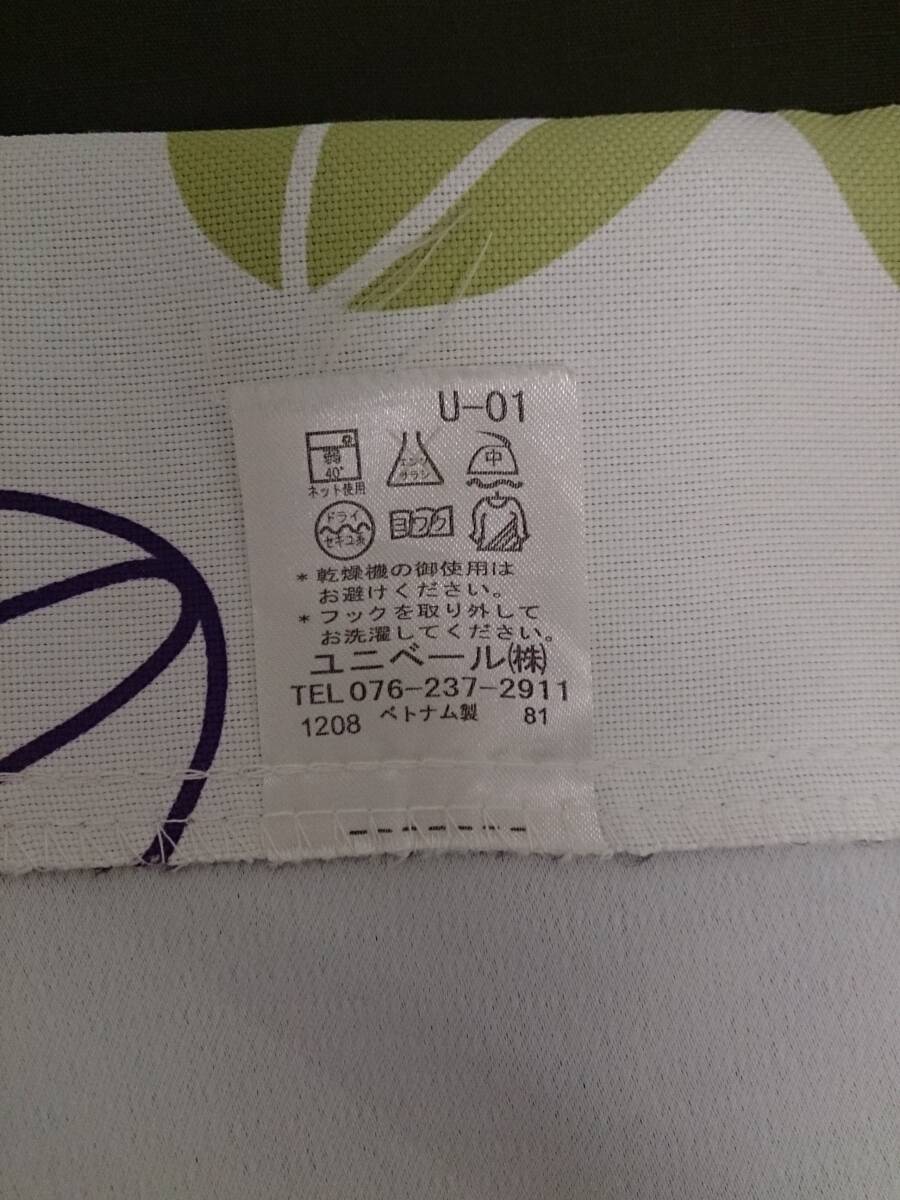 U-01
弱
40°
ネット使用
エンソ
サラシ
中
ドライ
セキユ系
ヨワク
*乾燥機の御使用は
お避けください。
*フックを取り外して
お洗濯してください。
ユニベール㈱
TEL 076-237-2911
1208 ベトナム製 81